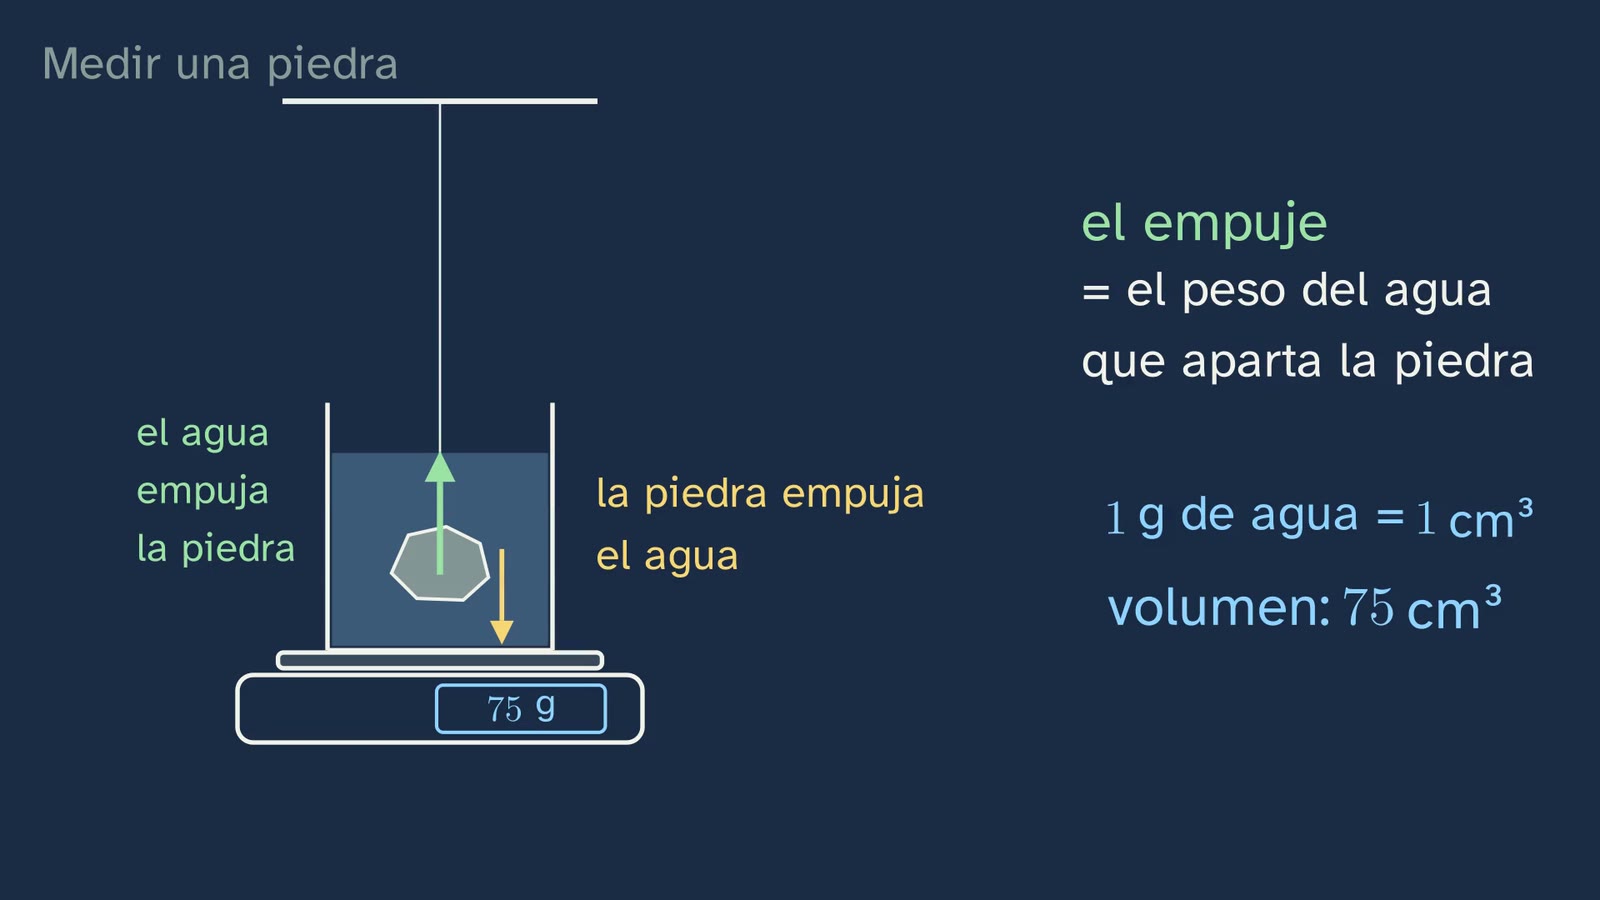 Medir una piedra
el empuje
= el peso del agua
que aparta la piedra
el agua
empuja
la piedra
la piedra empuja
el agua
1 g de agua = 1 cm³
volumen: 75 cm³
75 g